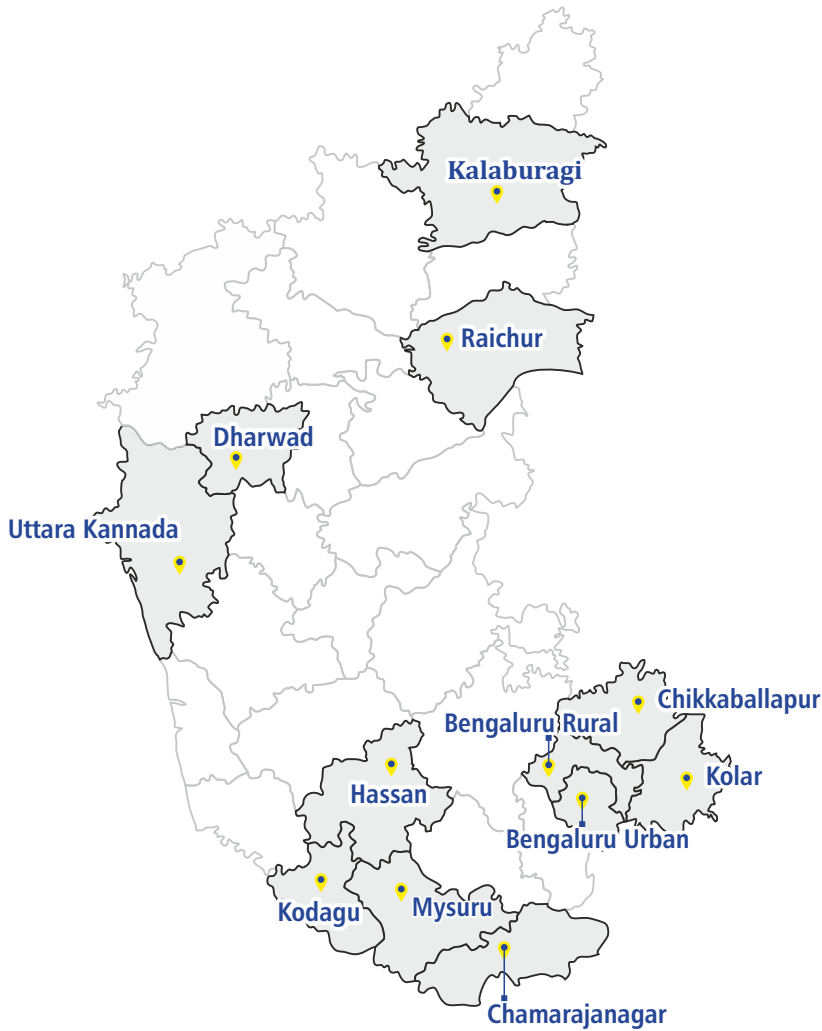 Kalaburagi
Raichur
Dharwad
Uttara Kannada
Chikkaballapur
Bengaluru Rural
Kolar
Hassan
Bengaluru Urban
Kodagu
Mysuru
Chamarajanagar